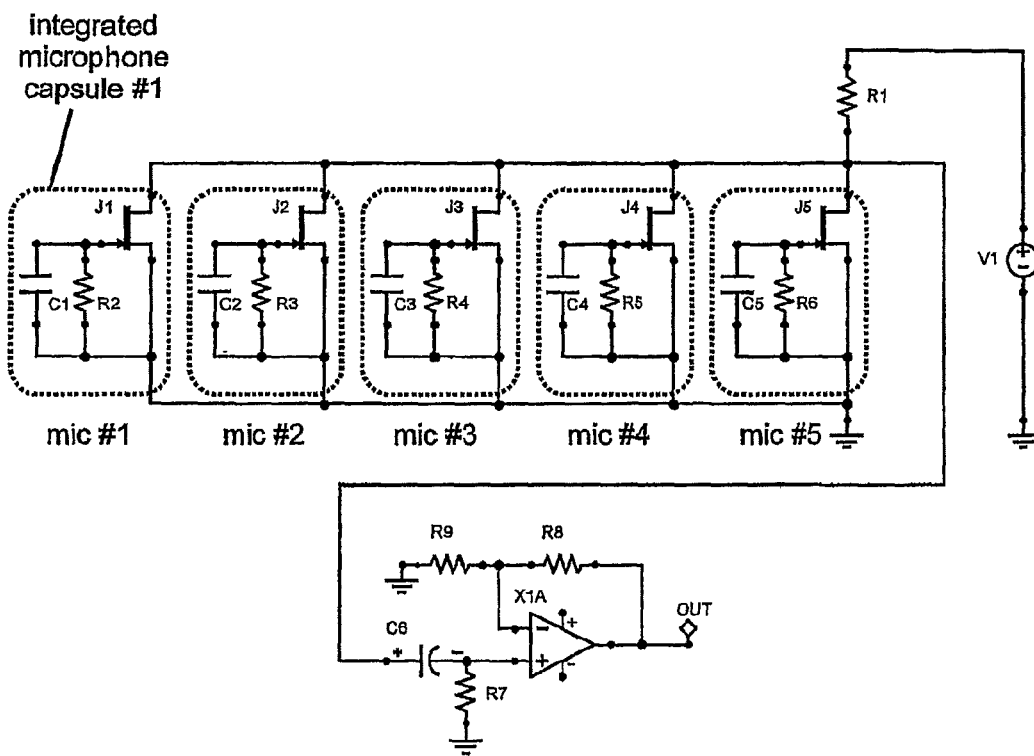 integrated
microphone
capsule #1
R1
J1
J2
J3
J4
J5
V1
C1
R2
C2
R3
C3
R4
C4
R5
C5
R6
mic #1
mic #2
mic #3
mic #4
mic #5
R9
R8
X1A
OUT
C6
R7